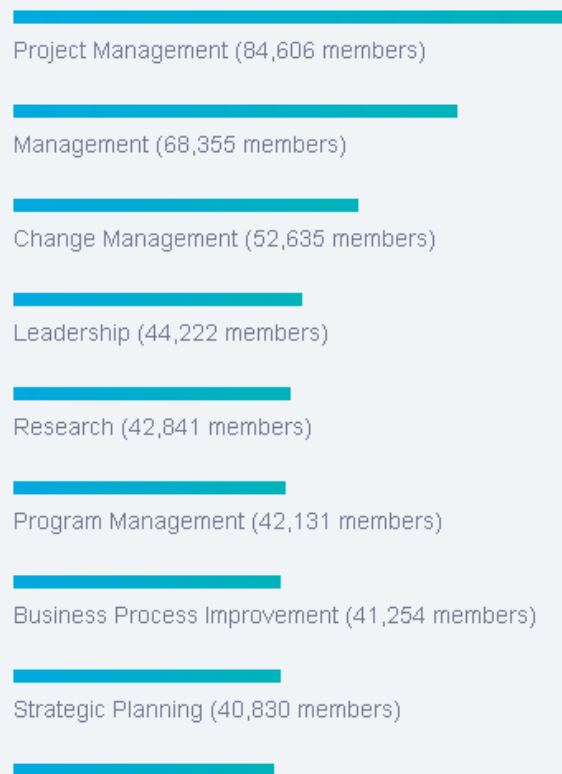 Project Management (84,606 members)
Management (68,355 members)
Change Management (52,635 members)
Leadership (44,222 members)
Research (42,841 members)
Program Management (42,131 members)
Business Process Improvement (41,254 members)
Strategic Planning (40,830 members)